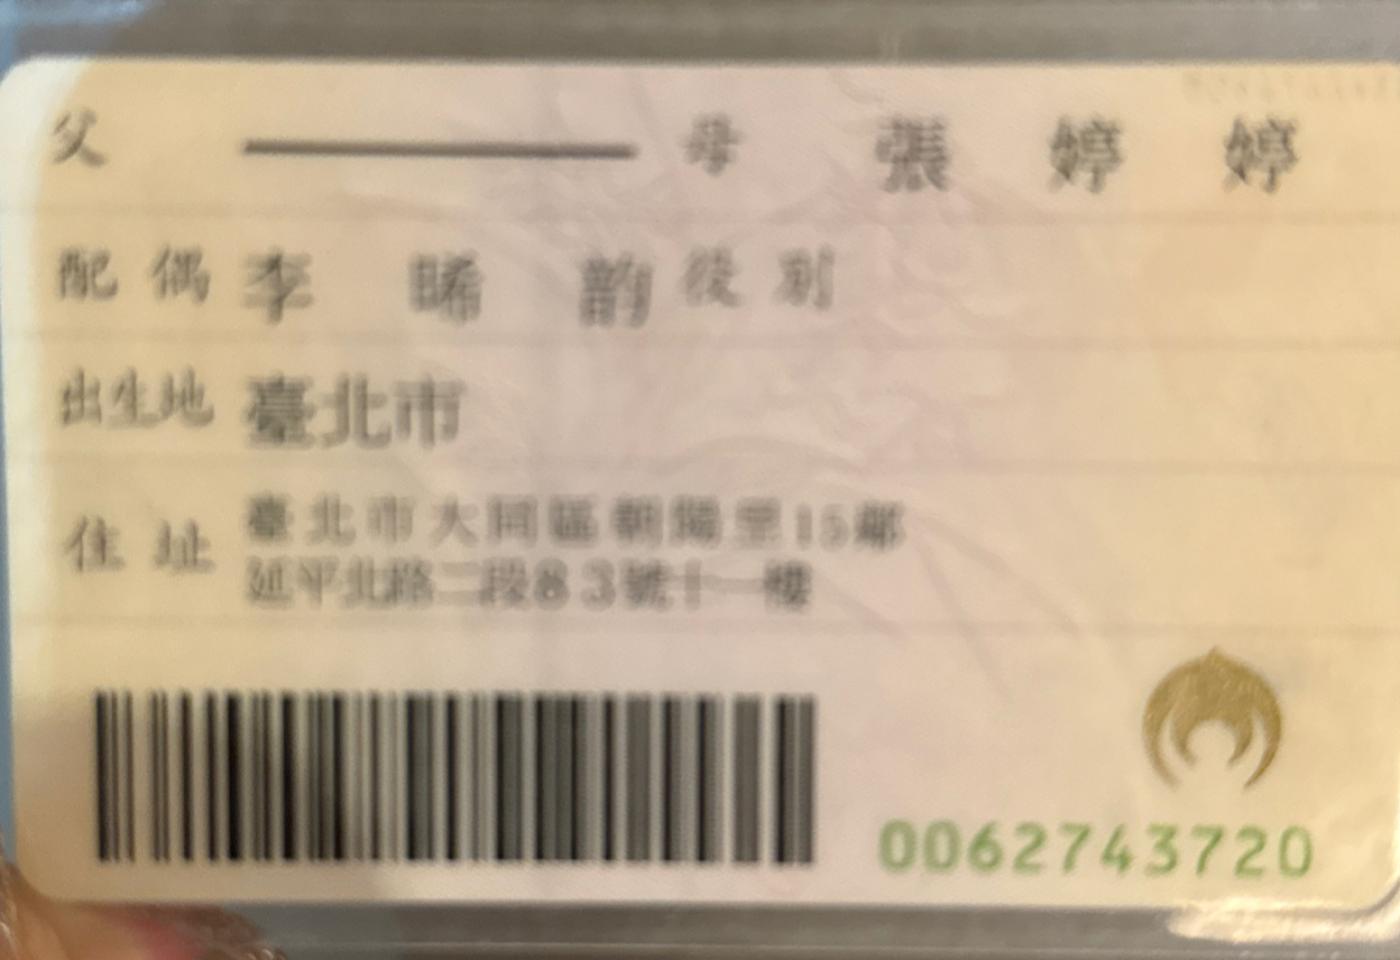 父 母 張婷婷
配偶 李晞韵 役別
出生地 臺北市
住址 臺北市大同區朝陽里15鄰
延平北路二段83號十一樓
0062743720